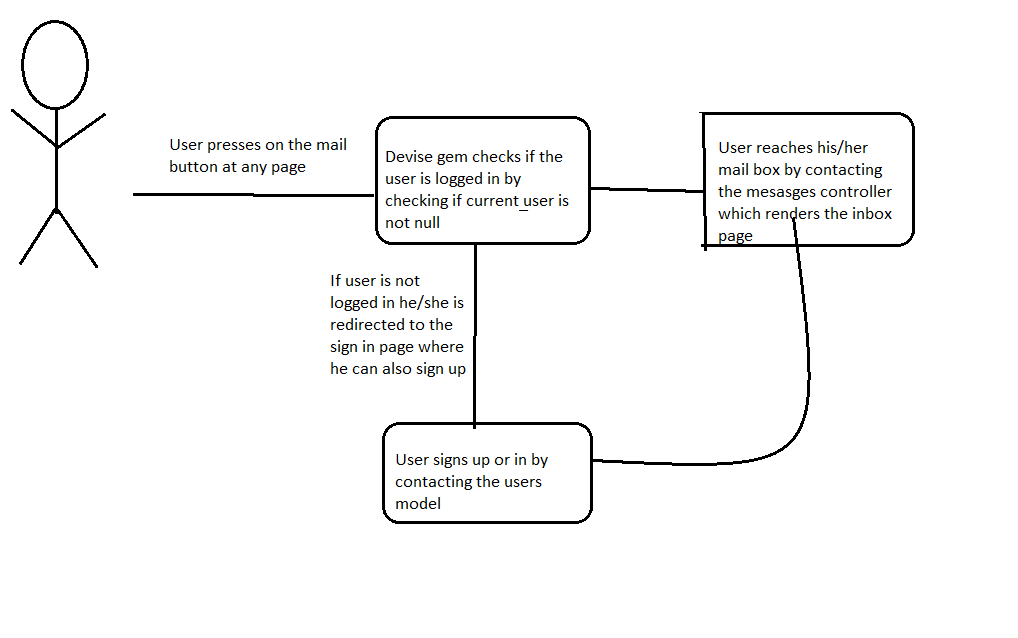 User presses on the mail
button at any page
Devise gem checks if the
user is logged in by
checking if current_user is
not null
User reaches his/her
mail box by contacting
the mesasges controller
which renders the inbox
page
If user is not
logged in he/she is
redirected to the
sign in page where
he can also sign up
User signs up or in by
contacting the users
model